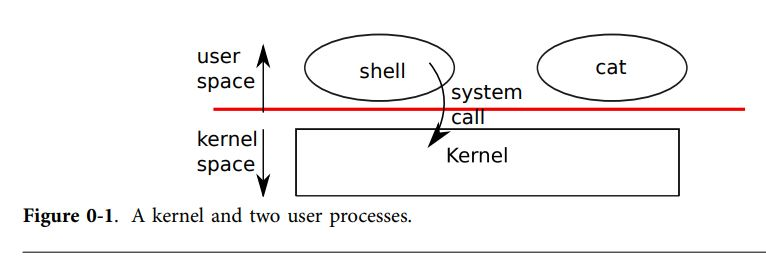 user
space
shell
cat
system
call
kernel
space
Kernel
Figure 0-1. A kernel and two user processes.